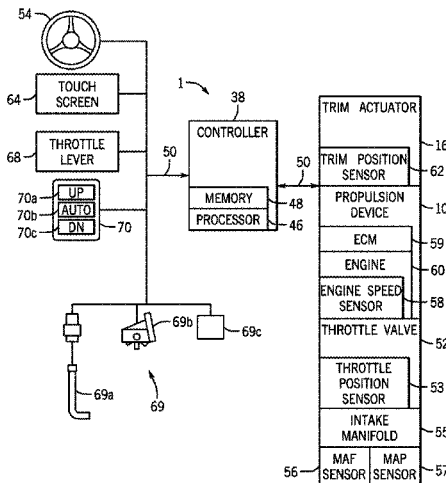 54
TOUCH
SCREEN
64
THROTTLE
LEVER
68
70a
UP
70b
AUTO
70c
DN
70
50
1
38
CONTROLLER
MEMORY
48
PROCESSOR
46
50
TRIM ACTUATOR
16
TRIM POSITION
SENSOR
62
PROPULSION
DEVICE
10
ECM
59
ENGINE
60
ENGINE SPEED
SENSOR
58
THROTTLE VALVE
52
THROTTLE
POSITION
SENSOR
53
INTAKE
MANIFOLD
55
56
MAF
SENSOR
MAP
SENSOR
57
69a
69b
69c
69